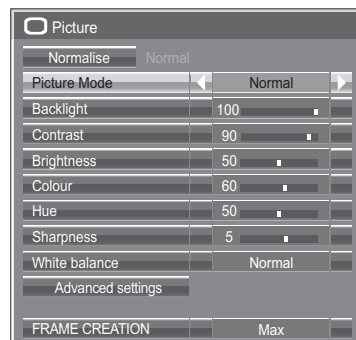 Picture
Normalise Normal
Picture Mode Normal
Backlight 100
Contrast 90
Brightness 50
Colour 60
Hue 50
Sharpness 5
White balance Normal
Advanced settings
FRAME CREATION Max